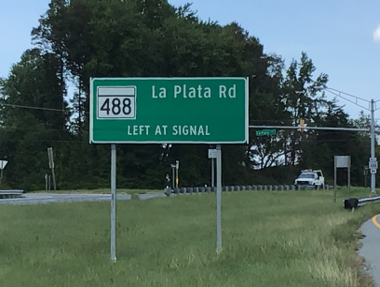 488 La Plata Rd
LEFT AT SIGNAL